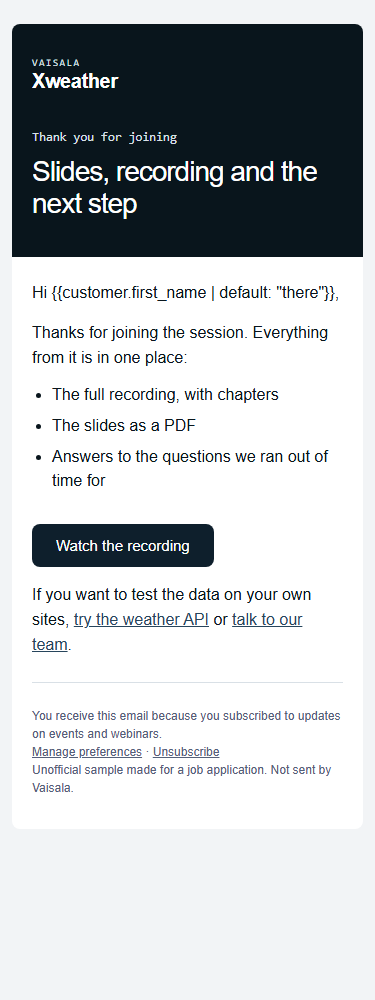 VAISALA
Xweather
Thank you for joining
Slides, recording and the
next step
Hi {{customer.first_name | default: "there"}},
Thanks for joining the session. Everything
from it is in one place:
• The full recording, with chapters
• The slides as a PDF
• Answers to the questions we ran out of
time for
Watch the recording
If you want to test the data on your own
sites, try the weather API or talk to our
team.
You receive this email because you subscribed to updates
on events and webinars.
Manage preferences · Unsubscribe
Unofficial sample made for a job application. Not sent by
Vaisala.